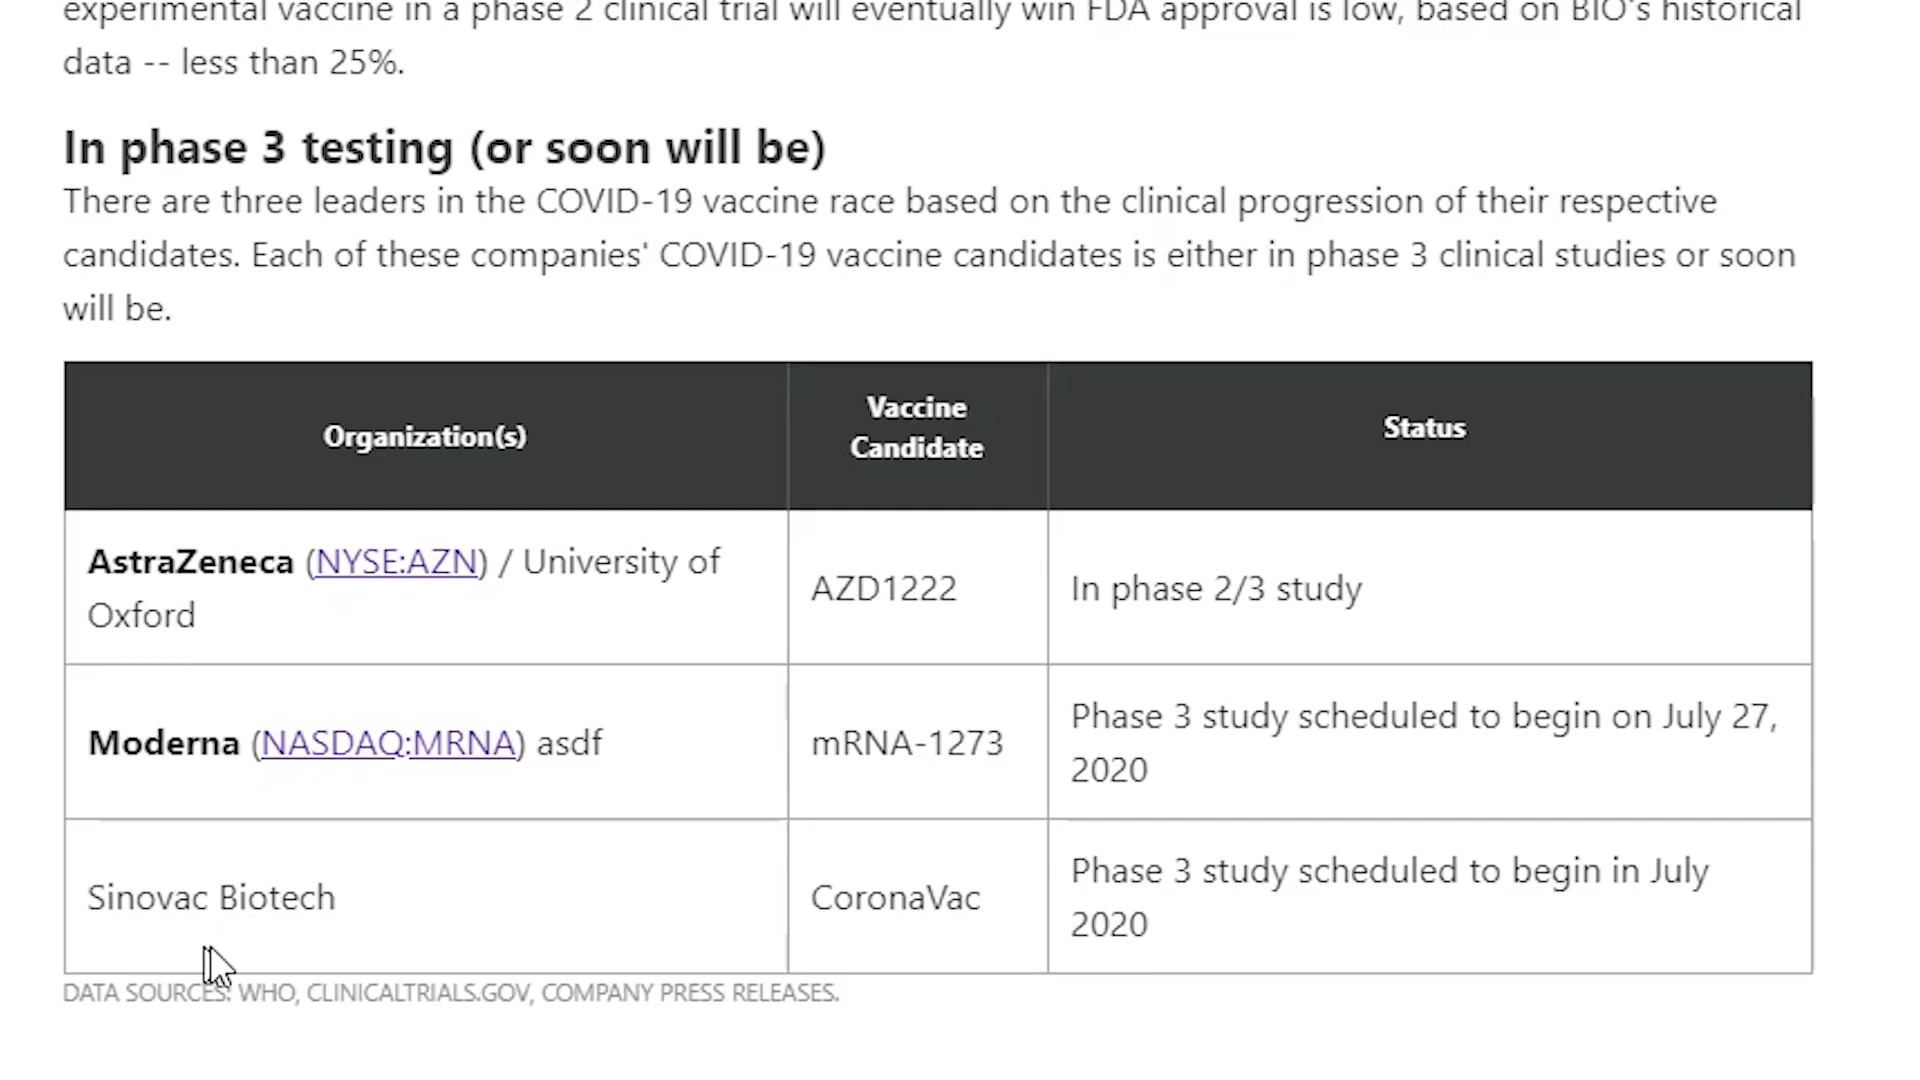 experimental vaccine in a phase 2 clinical trial will eventually win FDA approval is low, based on BIO's historical
data -- less than 25%.
In phase 3 testing (or soon will be)
There are three leaders in the COVID-19 vaccine race based on the clinical progression of their respective
candidates. Each of these companies' COVID-19 vaccine candidates is either in phase 3 clinical studies or soon
will be.
Organization(s)
Vaccine
Candidate
Status
AstraZeneca (NYSE:AZN) / University of
Oxford
AZD1222
In phase 2/3 study
Moderna (NASDAQ:MRNA) asdf
mRNA-1273
Phase 3 study scheduled to begin on July 27,
2020
Sinovac Biotech
CoronaVac
Phase 3 study scheduled to begin in July
2020
DATA SOURCES: WHO, CLINICALTRIALS.GOV, COMPANY PRESS RELEASES.